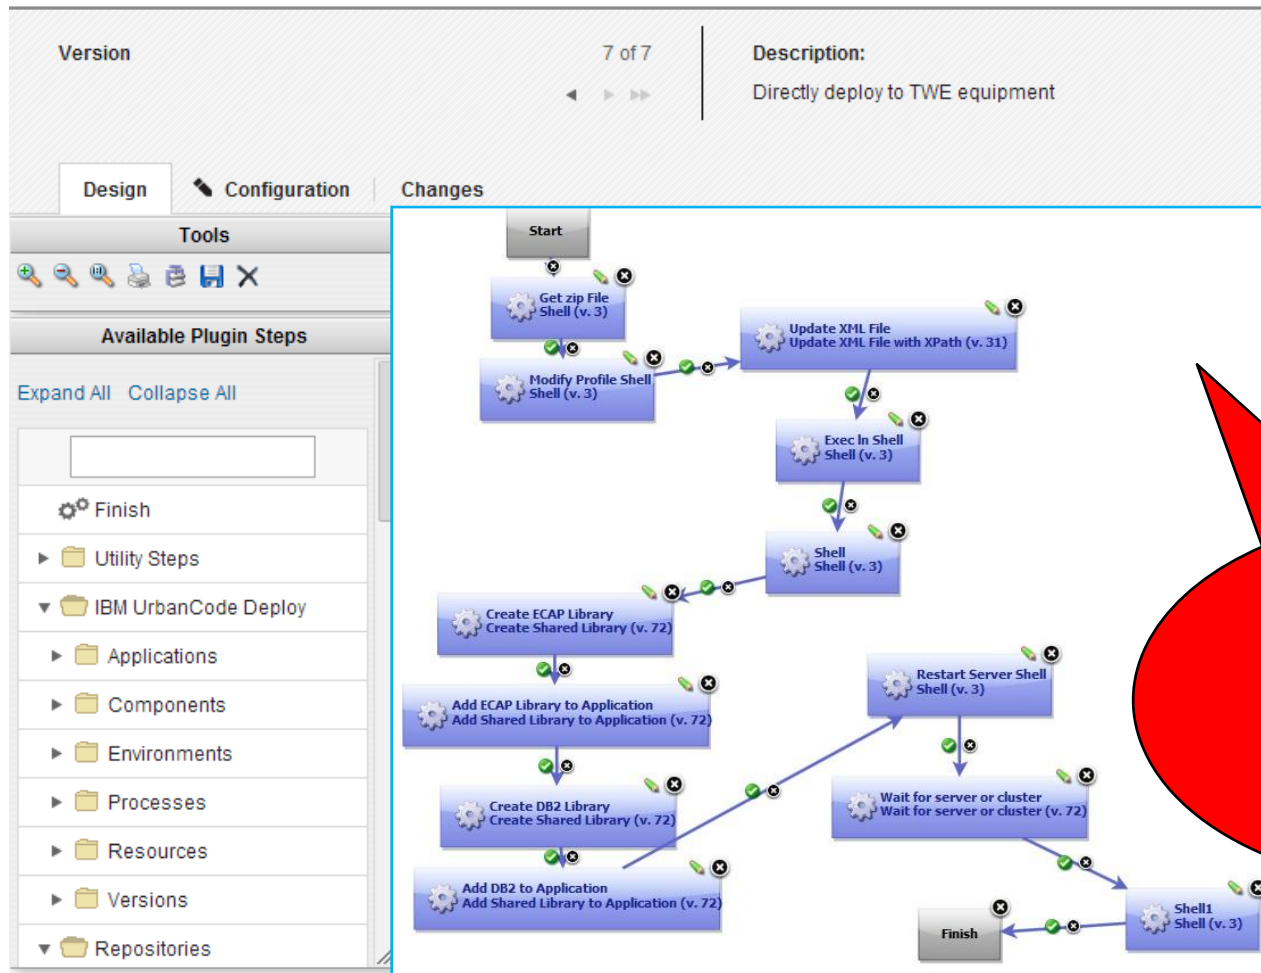 Version
7 of 7
Description:
Directly deploy to TWE equipment
Design
Configuration
Changes
Tools
Available Plugin Steps
Expand All Collapse All
Finish
Utility Steps
IBM UrbanCode Deploy
Applications
Components
Environments
Processes
Resources
Versions
Repositories
Start
Get zip File
Shell (v. 3)
Modify Profile Shell
Shell (v. 3)
Update XML File
Update XML File with XPath (v. 31)
Exec In Shell
Shell (v. 3)
Shell
Shell (v. 3)
Create ECAP Library
Create Shared Library (v. 72)
Add ECAP Library to Application
Add Shared Library to Application (v. 72)
Create DB2 Library
Create Shared Library (v. 72)
Add DB2 to Application
Add Shared Library to Application (v. 72)
Restart Server Shell
Shell (v. 3)
Wait for server or cluster
Wait for server or cluster (v. 72)
Shell1
Shell (v. 3)
Finish